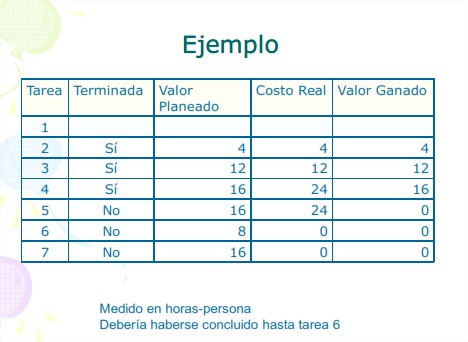 Ejemplo
Tarea Terminada Valor Planeado Costo Real Valor Ganado
1
2 Sí 4 4 4
3 Sí 12 12 12
4 Sí 16 24 16
5 No 16 24 0
6 No 8 0 0
7 No 16 0 0
Medido en horas-persona
Debería haberse concluido hasta tarea 6